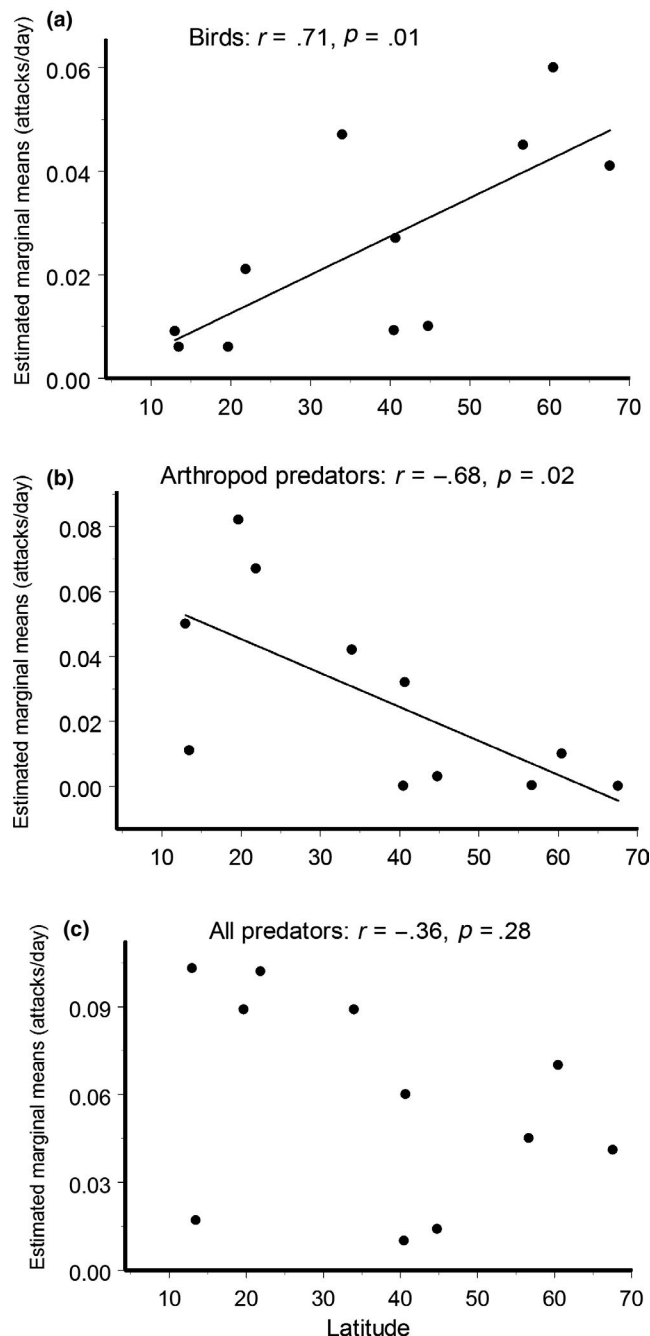 (a)
Birds: r = .71, p = .01
Estimated marginal means (attacks/day)
0.06
0.04
0.02
0.00
10 20 30 40 50 60 70
(b)
Arthropod predators: r = –.68, p = .02
Estimated marginal means (attacks/day)
0.08
0.06
0.04
0.02
0.00
10 20 30 40 50 60 70
(c)
All predators: r = –.36, p = .28
Estimated marginal means (attacks/day)
0.09
0.06
0.03
0.00
10 20 30 40 50 60 70
Latitude